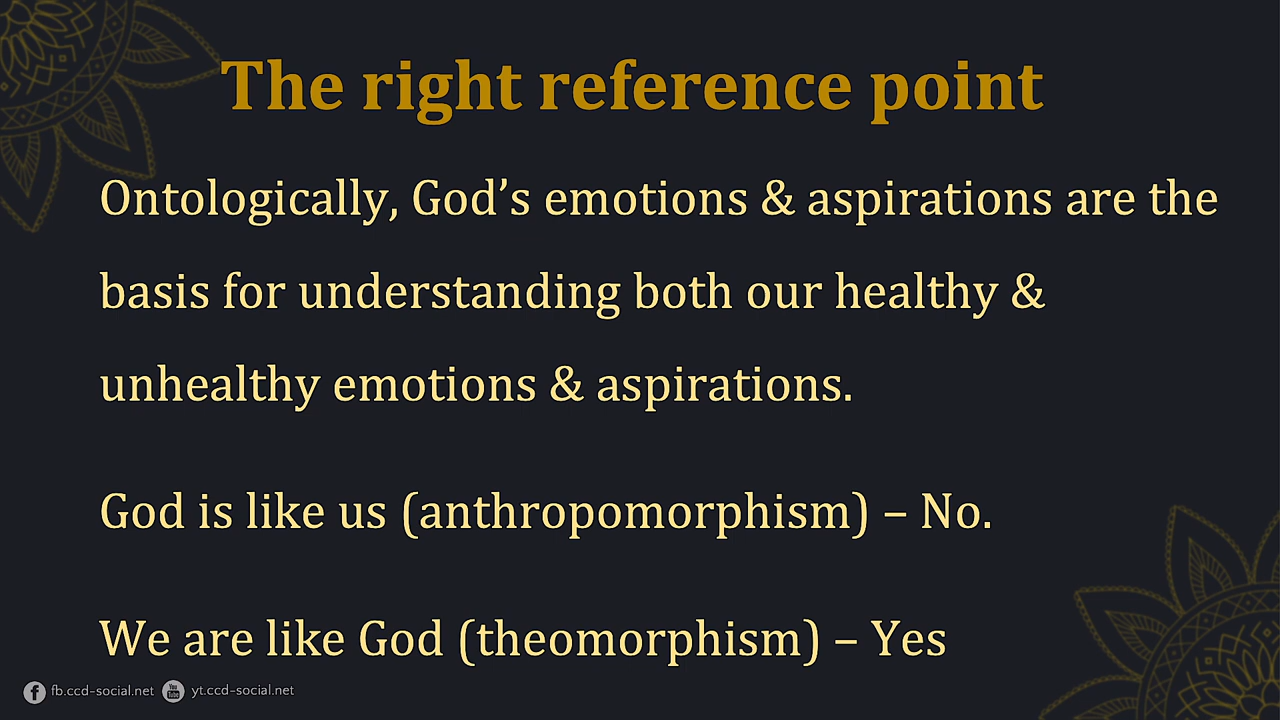 The right reference point
Ontologically, God’s emotions & aspirations are the
basis for understanding both our healthy &
unhealthy emotions & aspirations.
God is like us (anthropomorphism) – No.
We are like God (theomorphism) – Yes
f fb.ccd-social.net You Tube yt.ccd-social.net